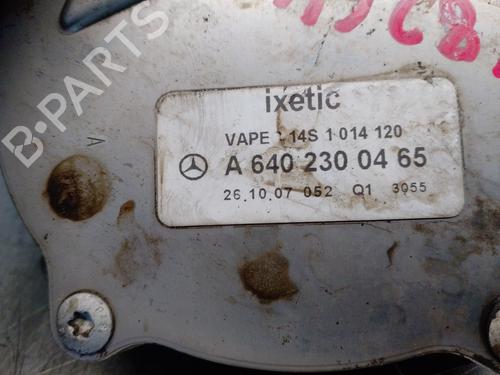 B-PARTS
ixetic
VAPE 14S 1 014 120
A 640 230 04 65
26.10.07 052 Q1 3955
A